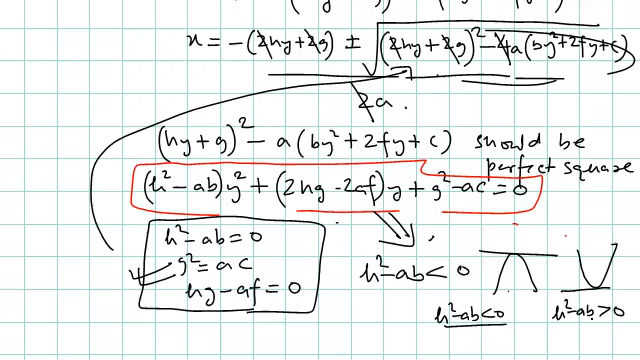 x = -(2hy+2g) ± √(2hy+2g)² - 4a(by²+2fy+c)
2a.
(hy+g)² - a(by²+2fy+c) should be
perfect square
(h²-ab)y² + (2hg-2af)y + g²-ac=0
h²-ab=0
g²=ac
hg-af=0
h²-ab<0
h²-ab<0
h²-ab>0